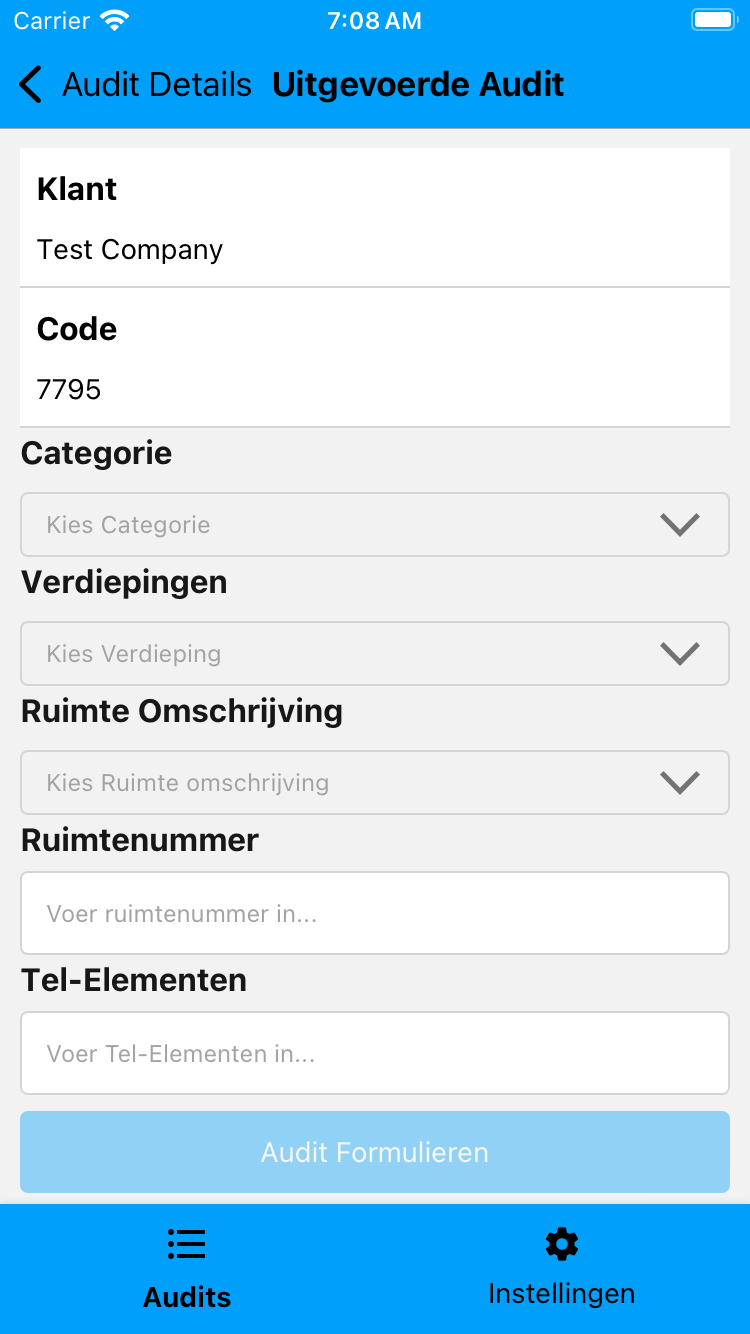 Carrier 7:08 AM
Audit Details Uitgevoerde Audit
Klant
Test Company
Code
7795
Categorie
Kies Categorie
Verdiepingen
Kies Verdieping
Ruimte Omschrijving
Kies Ruimte omschrijving
Ruimtenummer
Voer ruimtenummer in...
Tel-Elementen
Voer Tel-Elementen in...
Audit Formulieren
Audits Instellingen